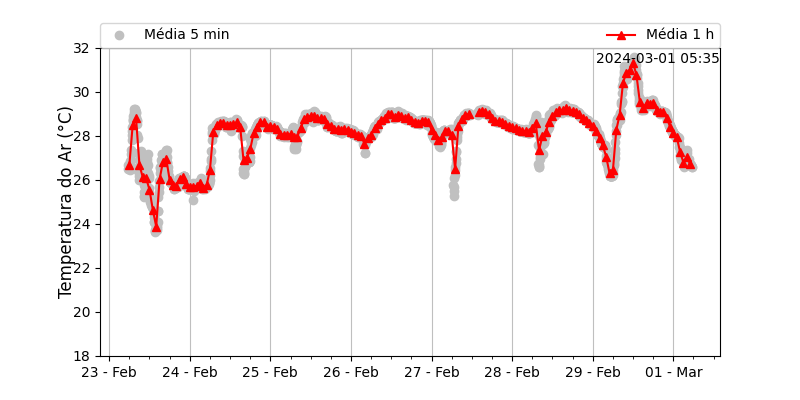 Média 5 min
Média 1 h
2024-03-01 05:35
Temperatura do Ar (°C)
32
30
28
26
24
22
20
18
23 - Feb
24 - Feb
25 - Feb
26 - Feb
27 - Feb
28 - Feb
29 - Feb
01 - Mar